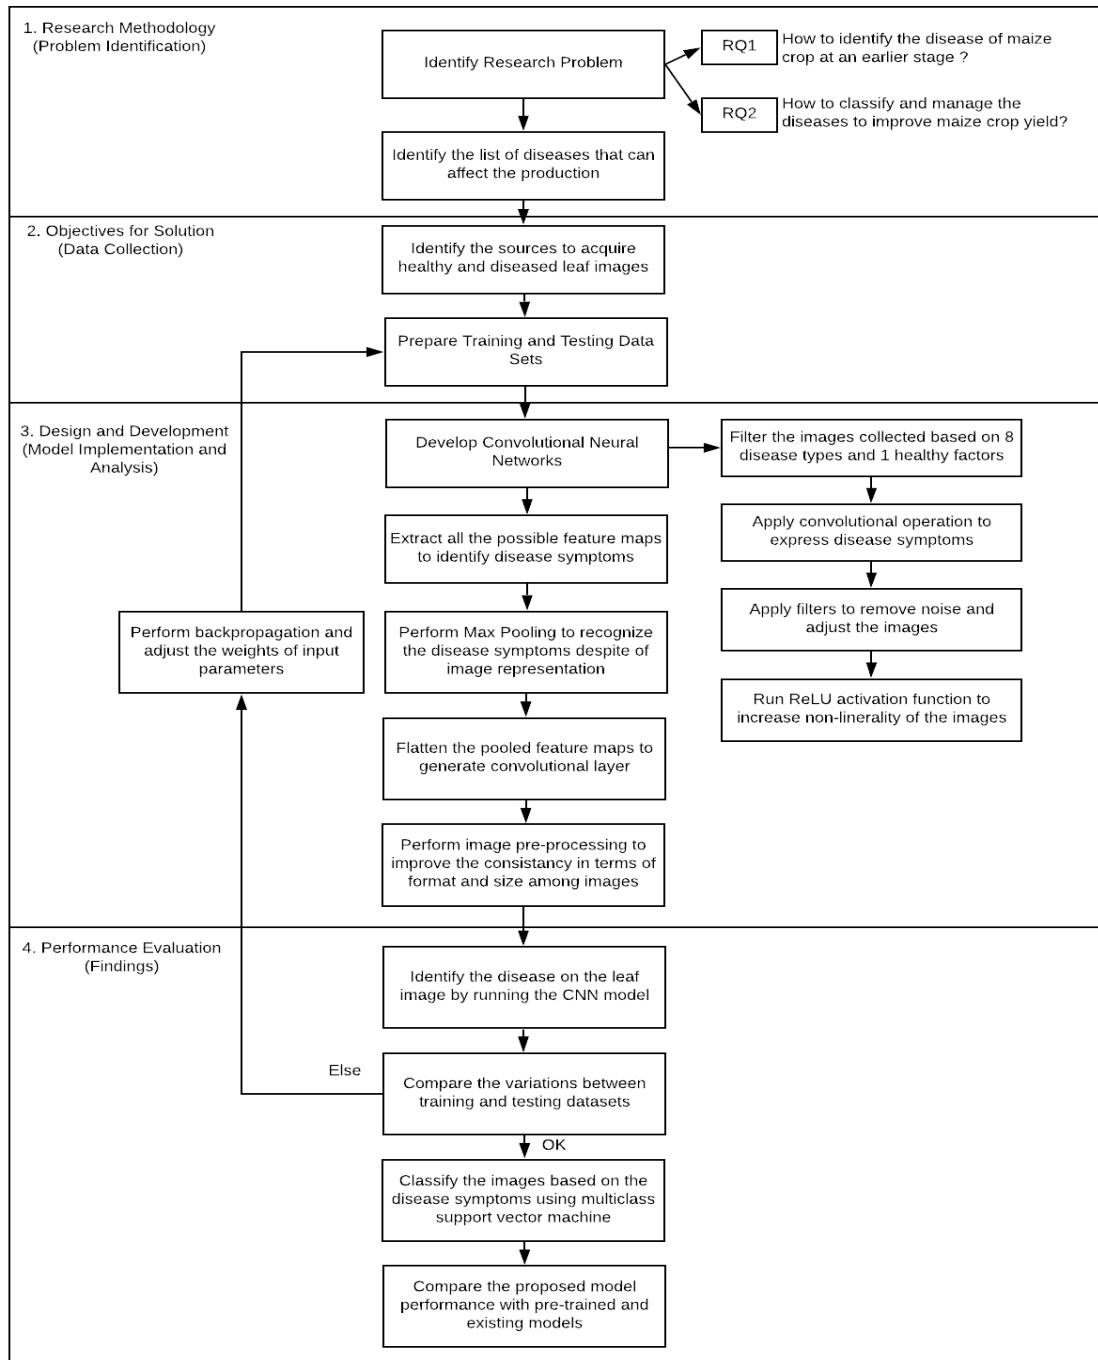 1. Research Methodology
(Problem Identification)
Identify Research Problem
RQ1
How to identify the disease of maize
crop at an earlier stage ?
RQ2
How to classify and manage the
diseases to improve maize crop yield?
Identify the list of diseases that can
affect the production
2. Objectives for Solution
(Data Collection)
Identify the sources to acquire
healthy and diseased leaf images
Prepare Training and Testing Data
Sets
3. Design and Development
(Model Implementation and
Analysis)
Develop Convolutional Neural
Networks
Filter the images collected based on 8
disease types and 1 healthy factors
Extract all the possible feature maps
to identify disease symptoms
Apply convolutional operation to
express disease symptoms
Perform backpropagation and
adjust the weights of input
parameters
Perform Max Pooling to recognize
the disease symptoms despite of
image representation
Apply filters to remove noise and
adjust the images
Run ReLU activation function to
increase non-linerality of the images
Flatten the pooled feature maps to
generate convolutional layer
Perform image pre-processing to
improve the consistancy in terms of
format and size among images
4. Performance Evaluation
(Findings)
Identify the disease on the leaf
image by running the CNN model
Else
Compare the variations between
training and testing datasets
OK
Classify the images based on the
disease symptoms using multiclass
support vector machine
Compare the proposed model
performance with pre-trained and
existing models